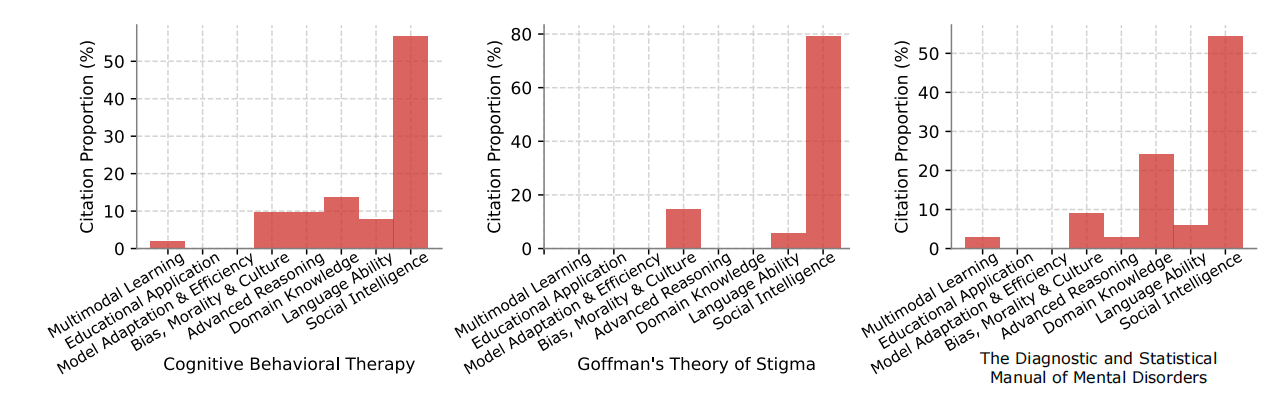 Citation Proportion (%)
50
40
30
20
10
0
Multimodal Learning
Educational Application
Model Adaptation & Efficiency
Bias, Morality & Culture
Advanced Reasoning
Domain Knowledge
Language Ability
Social Intelligence
Cognitive Behavioral Therapy
Citation Proportion (%)
80
60
40
20
0
Multimodal Learning
Educational Application
Model Adaptation & Efficiency
Bias, Morality & Culture
Advanced Reasoning
Domain Knowledge
Language Ability
Social Intelligence
Goffman's Theory of Stigma
Citation Proportion (%)
50
40
30
20
10
0
Multimodal Learning
Educational Application
Model Adaptation & Efficiency
Bias, Morality & Culture
Advanced Reasoning
Domain Knowledge
Language Ability
Social Intelligence
The Diagnostic and Statistical
Manual of Mental Disorders